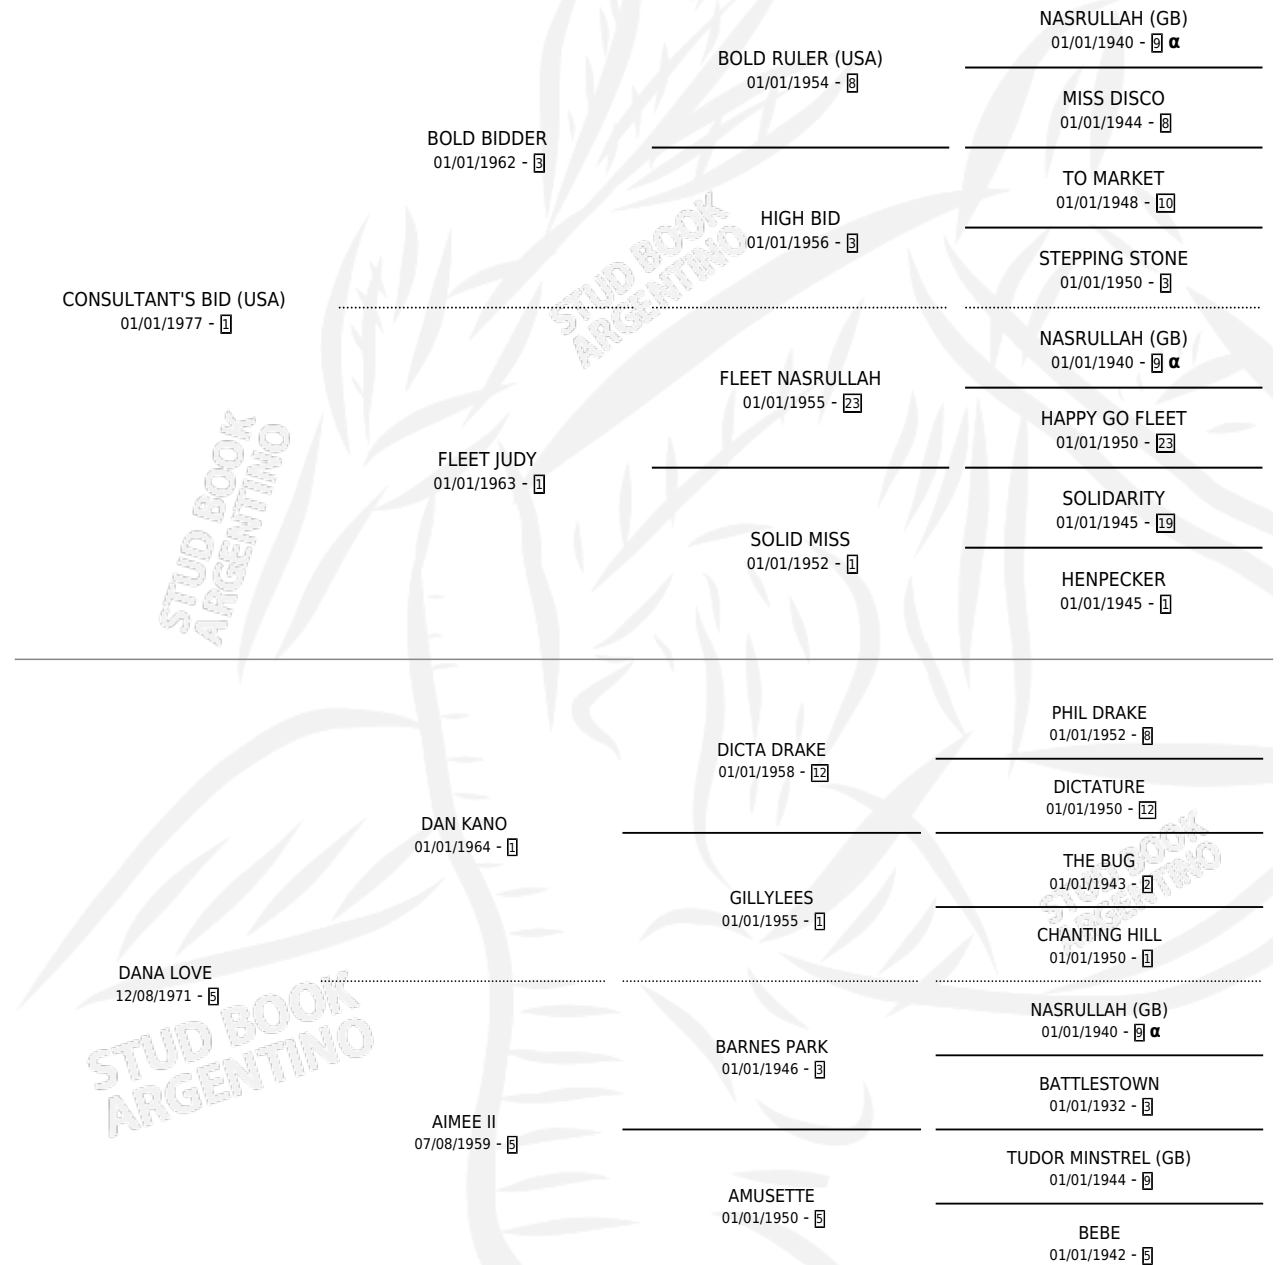 NASRULLAH (GB)
01/01/1940 - 9 α
BOLD RULER (USA)
01/01/1954 - 8
MISS DISCO
01/01/1944 - 8
BOLD BIDDER
01/01/1962 - 3
TO MARKET
01/01/1948 - 10
HIGH BID
01/01/1956 - 3
STEPPING STONE
01/01/1950 - 3
CONSULTANT'S BID (USA)
01/01/1977 - 1
NASRULLAH (GB)
01/01/1940 - 9 α
FLEET NASRULLAH
01/01/1955 - 23
HAPPY GO FLEET
01/01/1950 - 23
FLEET JUDY
01/01/1963 - 1
SOLIDARITY
01/01/1945 - 19
SOLID MISS
01/01/1952 - 1
HENPECKER
01/01/1945 - 1
PHIL DRAKE
01/01/1952 - 8
DICTA DRAKE
01/01/1958 - 12
DICTATURE
01/01/1950 - 12
DAN KANO
01/01/1964 - 1
THE BUG
01/01/1943 - 2
GILLYLEES
01/01/1955 - 1
CHANTING HILL
01/01/1950 - 1
DANA LOVE
12/08/1971 - 5
NASRULLAH (GB)
01/01/1940 - 9 α
BARNES PARK
01/01/1946 - 3
BATTLESTOWN
01/01/1932 - 3
AIMEE II
07/08/1959 - 5
TUDOR MINSTREL (GB)
01/01/1944 - 9
AMUSETTE
01/01/1950 - 5
BEBE
01/01/1942 - 5
STUD BOOK
ARGENTINO
STUD BOOK
ARGENTINO
STUD BOOK
ARGENTINO
STUD BOOK
ARGENTINO